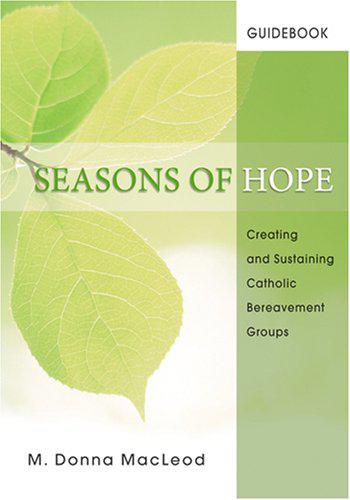 GUIDEBOOK
SEASONS OF HOPE
Creating
and Sustaining
Catholic
Bereavement
Groups
M. Donna MacLeod